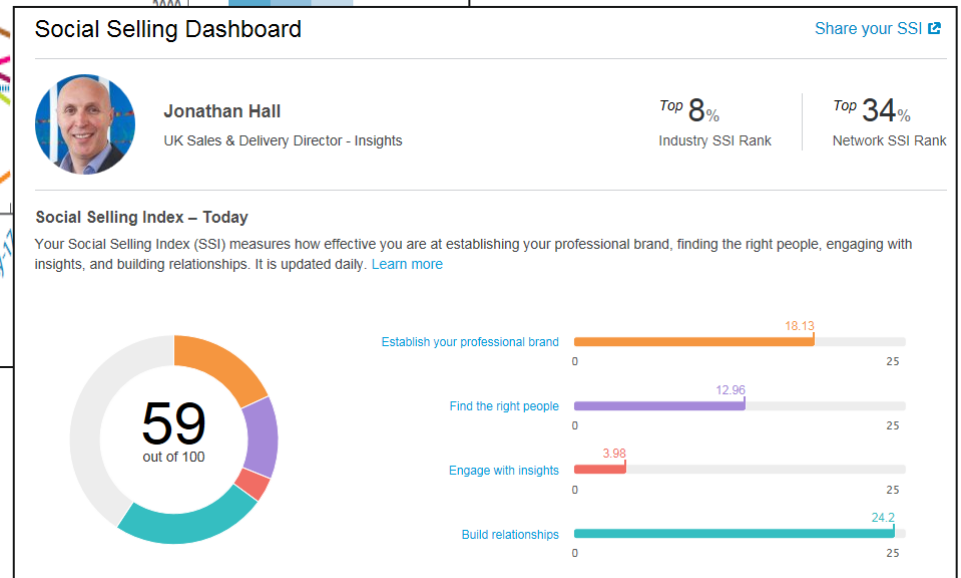 Social Selling Dashboard
Share your SSI
Jonathan Hall
UK Sales & Delivery Director - Insights
Top 8%
Industry SSI Rank
Top 34%
Network SSI Rank
Social Selling Index – Today
Your Social Selling Index (SSI) measures how effective you are at establishing your professional brand, finding the right people, engaging with
insights, and building relationships. It is updated daily. Learn more
59
out of 100
Establish your professional brand
18.13
0 25
Find the right people
12.96
0 25
Engage with insights
3.98
0 25
Build relationships
24.2
0 25